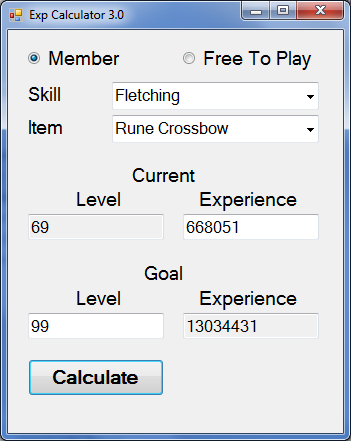 Exp Calculator 3.0
Member Free To Play
Skill Fletching
Item Rune Crossbow
Current
Level Experience
69 668051
Goal
Level Experience
99 13034431
Calculate